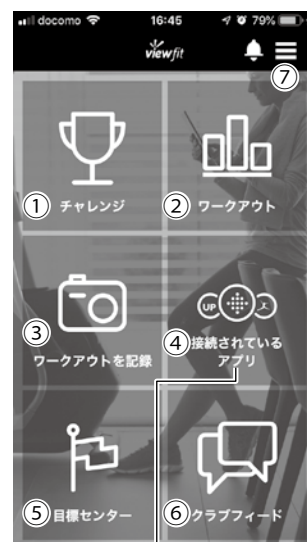 docomo 16:45 79%
viewfit
⑦
① チャレンジ
② ワークアウト
③
ワークアウトを記録
UP
④ 接続されている
アプリ
⑤ 目標センター
⑥ クラブフィード